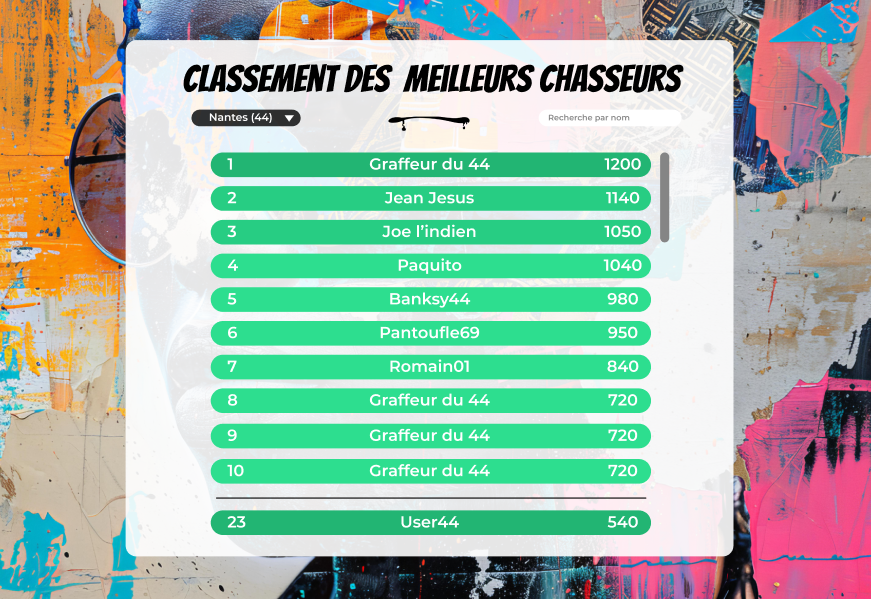 CLASSEMENT DES MEILLEURS CHASSEURS
Nantes (44)
Recherche par nom
1 Graffeur du 44 1200
2 Jean Jesus 1140
3 Joe l'indien 1050
4 Paquito 1040
5 Banksy44 980
6 Pantoufle69 950
7 Romain01 840
8 Graffeur du 44 720
9 Graffeur du 44 720
10 Graffeur du 44 720
23 User44 540